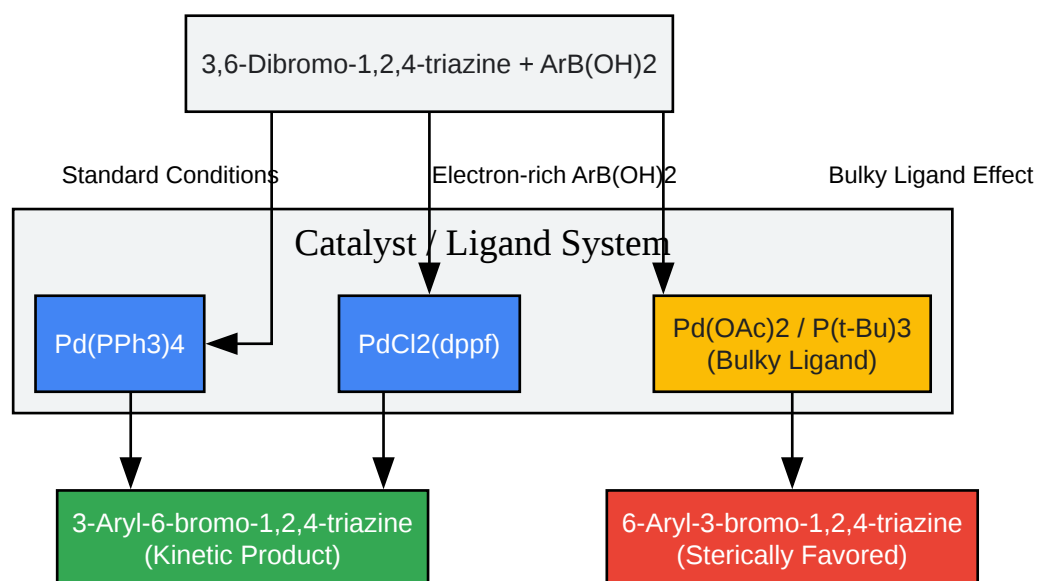 3,6-Dibromo-1,2,4-triazine + ArB(OH)2
Standard Conditions
Electron-rich ArB(OH)2
Bulky Ligand Effect
Catalyst / Ligand System
Pd(PPh3)4
PdCl2(dppf)
Pd(OAc)2 / P(t-Bu)3
(Bulky Ligand)
3-Aryl-6-bromo-1,2,4-triazine
(Kinetic Product)
6-Aryl-3-bromo-1,2,4-triazine
(Sterically Favored)